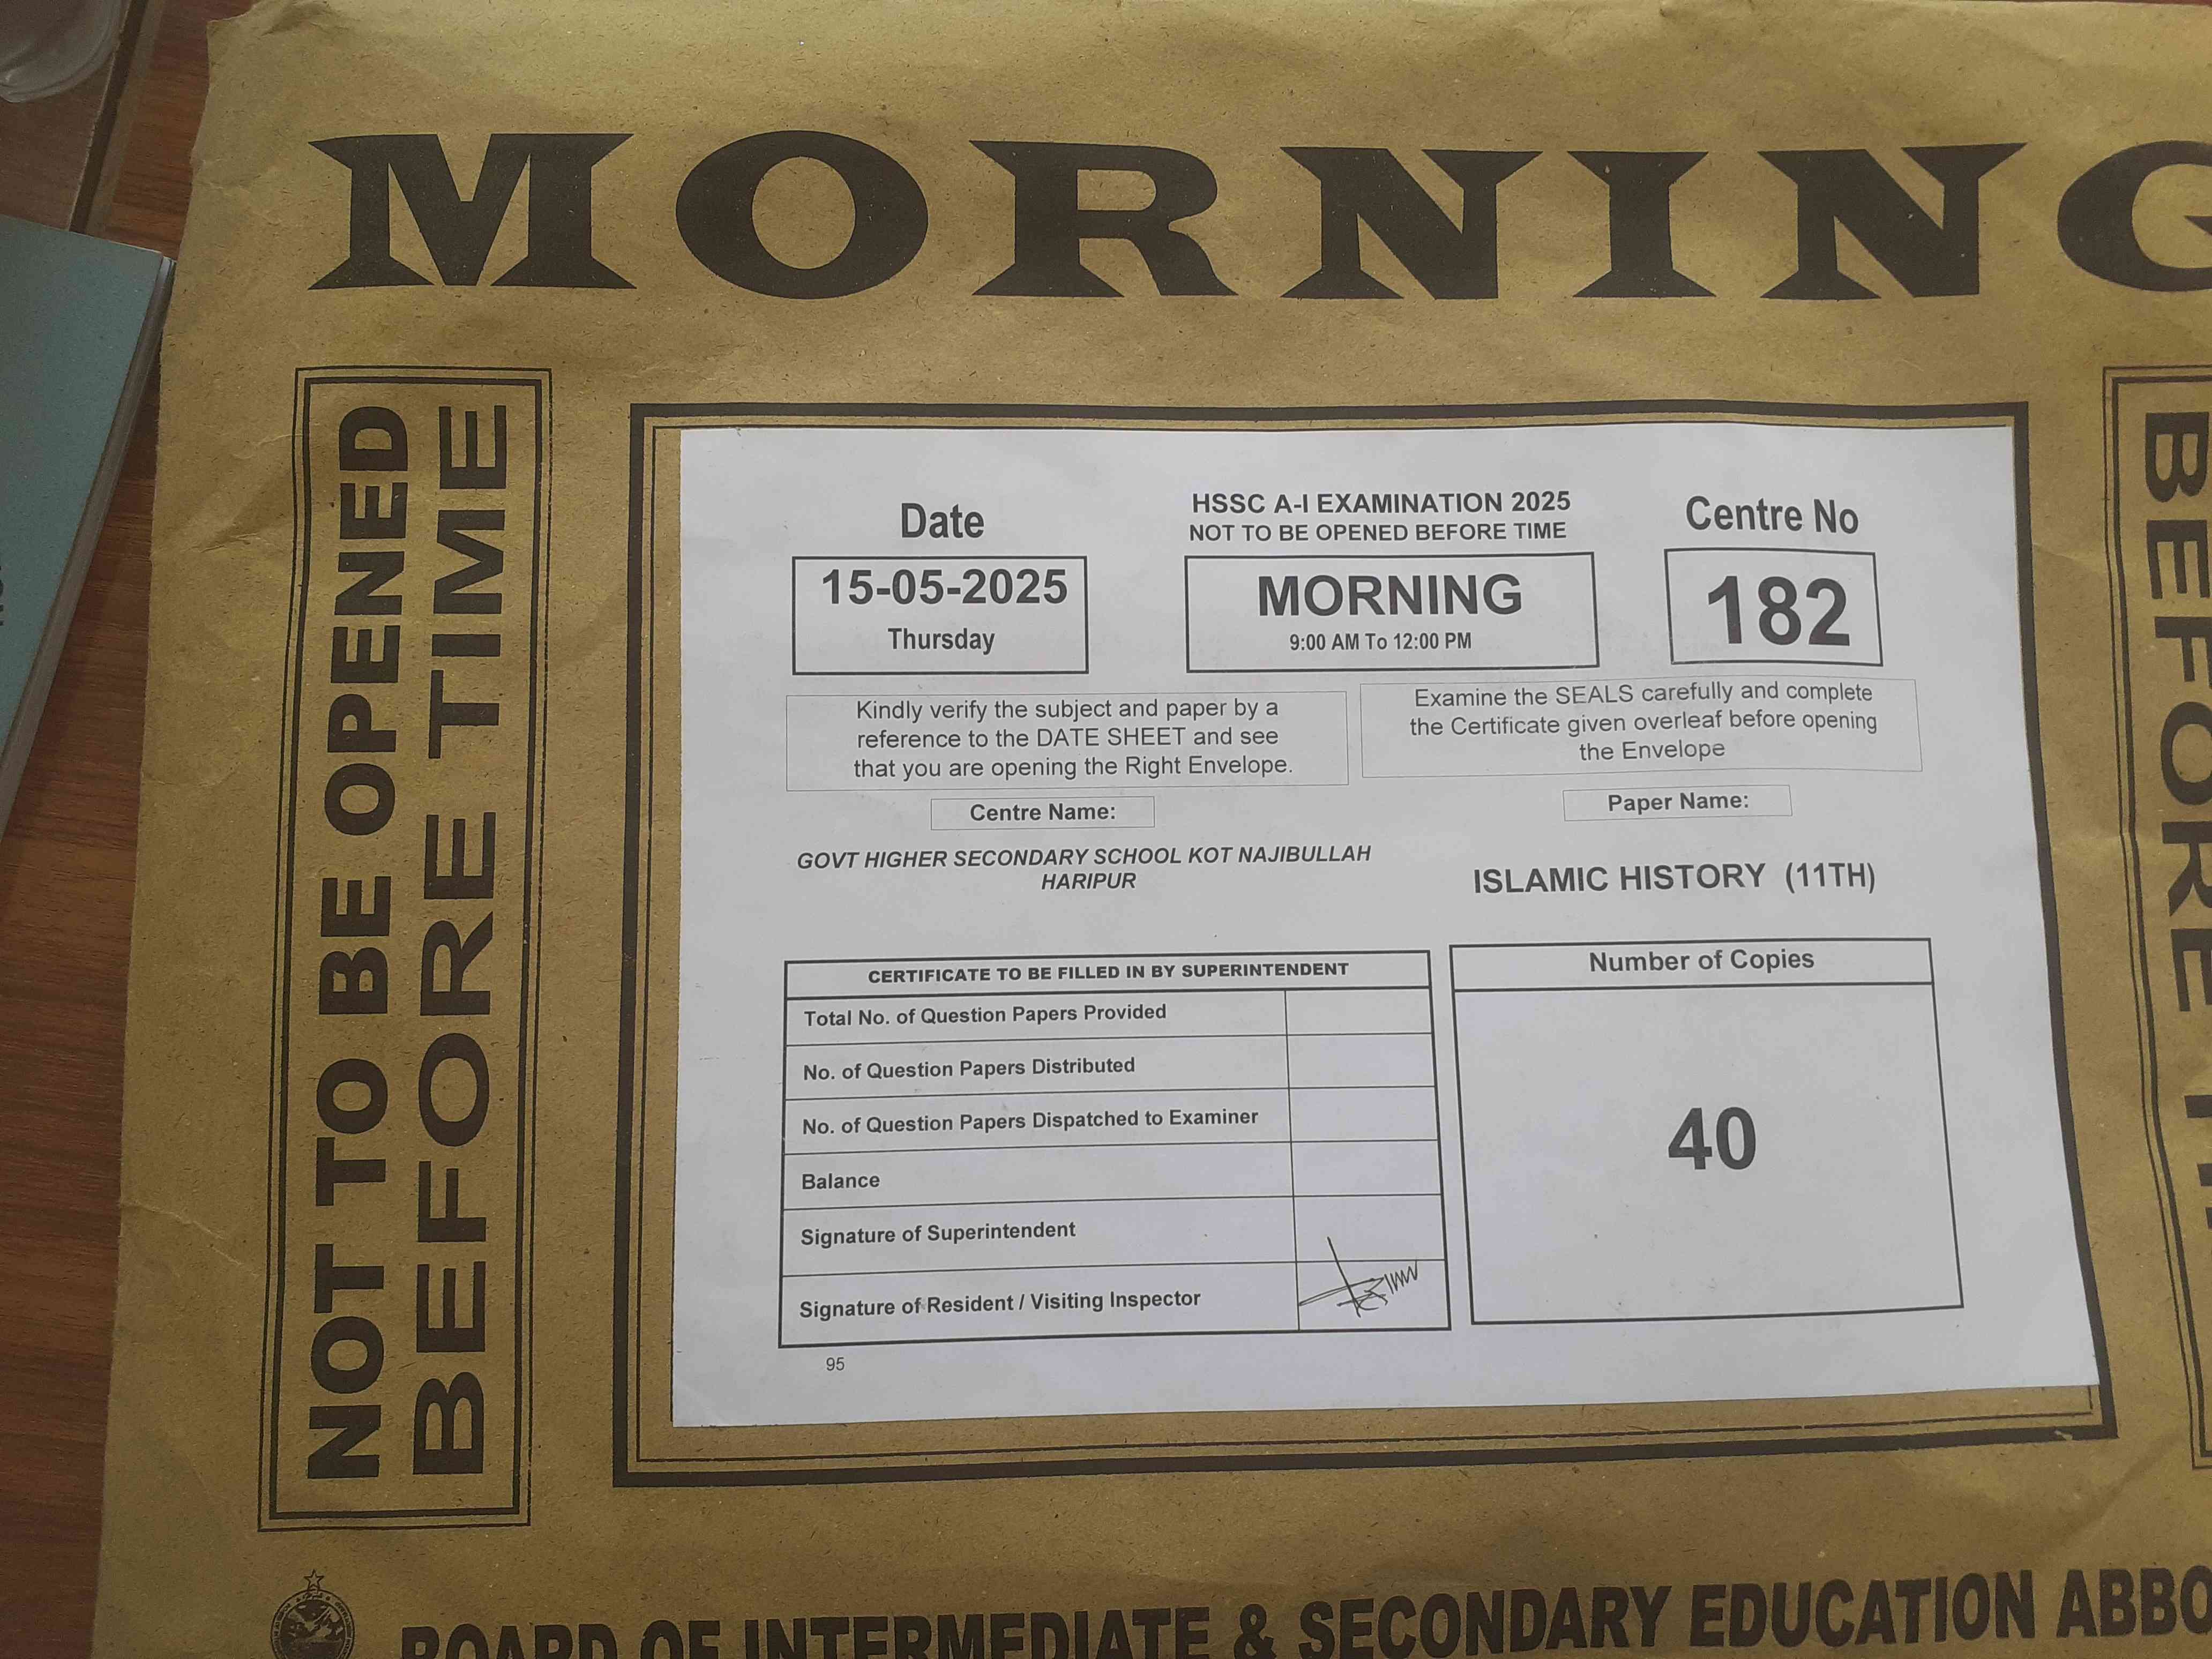 MORNING
NOT TO BE OPENED
BEFORE TIME
Date
15-05-2025
Thursday
HSSC A-I EXAMINATION 2025
NOT TO BE OPENED BEFORE TIME
MORNING
9:00 AM To 12:00 PM
Centre No
182
Kindly verify the subject and paper by a
reference to the DATE SHEET and see
that you are opening the Right Envelope.
Examine the SEALS carefully and complete
the Certificate given overleaf before opening
the Envelope
Centre Name:
GOVT HIGHER SECONDARY SCHOOL KOT NAJIBULLAH
HARIPUR
Paper Name:
ISLAMIC HISTORY (11TH)
CERTIFICATE TO BE FILLED IN BY SUPERINTENDENT
Total No. of Question Papers Provided
No. of Question Papers Distributed
No. of Question Papers Dispatched to Examiner
Balance
Signature of Superintendent
Signature of Resident / Visiting Inspector
Number of Copies
40
95
BEFORE
BOARD OF INTERMEDIATE & SECONDARY EDUCATION ABBO